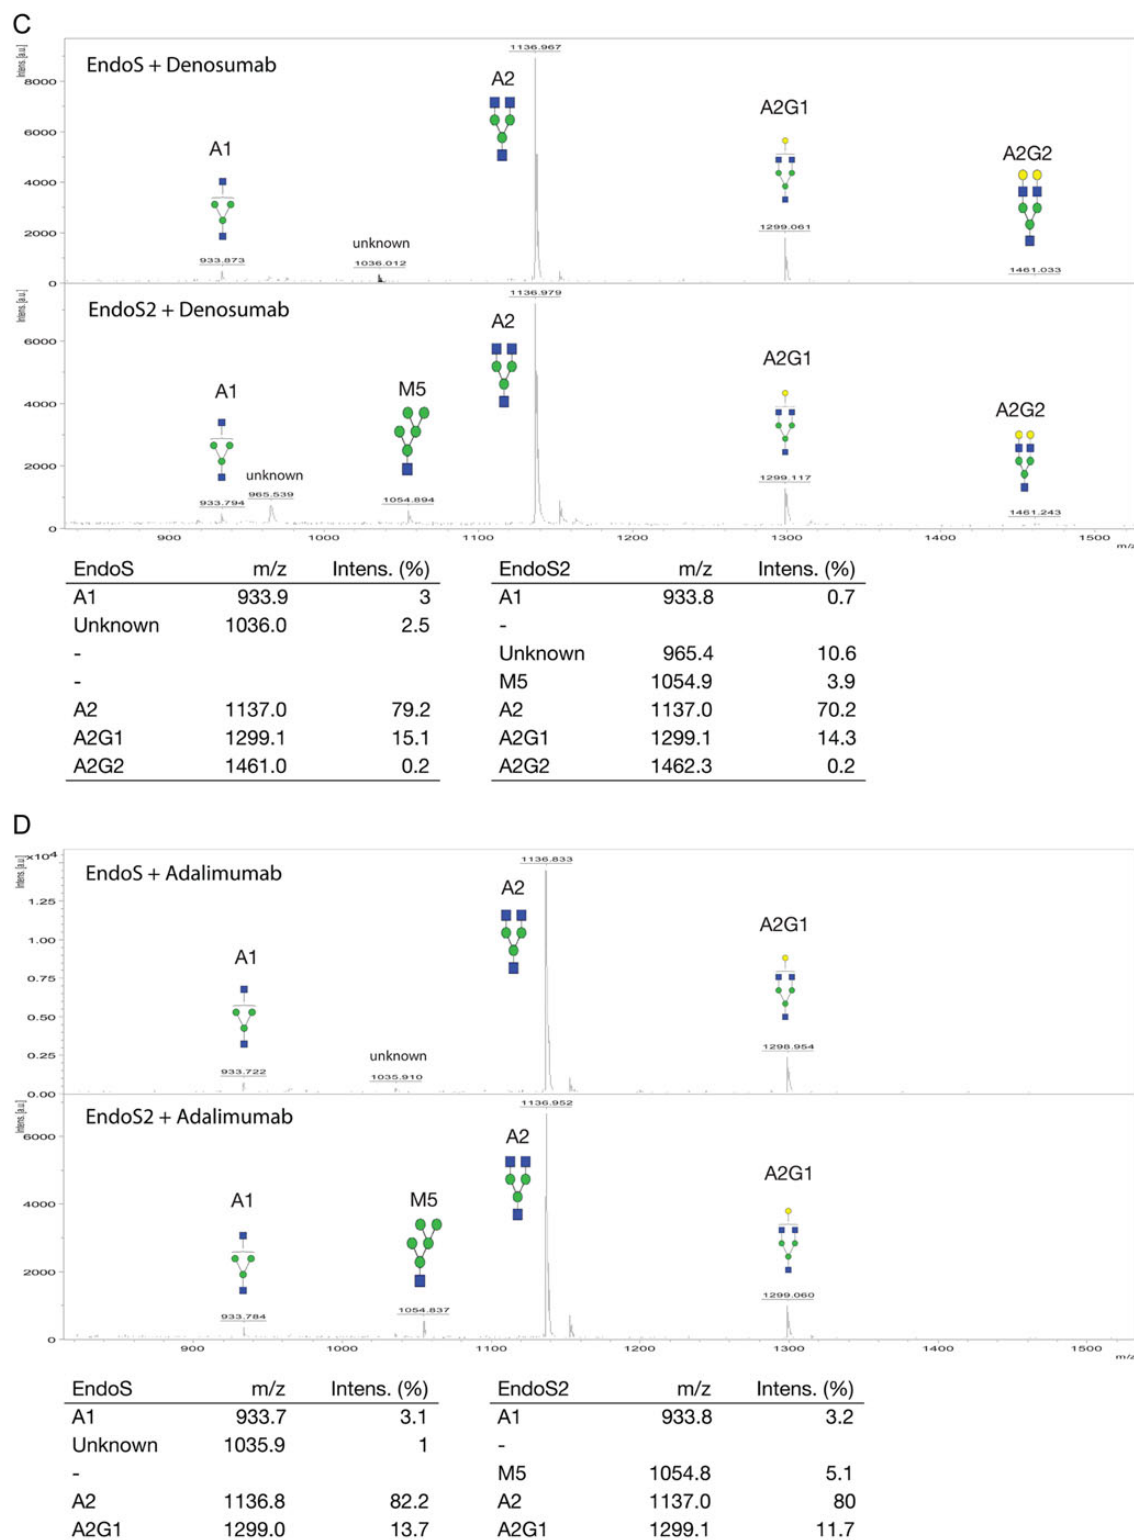 C
Intens. [a.u.]
EndoS + Denosumab
8000
6000
4000
2000
0
A1
933.873
unknown
1036.012
1136.967
A2
A2G1
1299.061
A2G2
1461.033
Intens. [a.u.]
EndoS2 + Denosumab
6000
4000
2000
0
A1
933.794
unknown
965.539
M5
1054.894
1136.979
A2
A2G1
1299.117
A2G2
1461.243
900 1000 1100 1200 1300 1400 1500 m/z
EndoS m/z Intens. (%)
A1 933.9 3
Unknown 1036.0 2.5
-
-
A2 1137.0 79.2
A2G1 1299.1 15.1
A2G2 1461.0 0.2
EndoS2 m/z Intens. (%)
A1 933.8 0.7
-
Unknown 965.4 10.6
M5 1054.9 3.9
A2 1137.0 70.2
A2G1 1299.1 14.3
A2G2 1462.3 0.2
D
Intens. [a.u.]
x10⁴
EndoS + Adalimumab
1.25
1.00
0.75
0.50
0.25
0.00
A1
933.722
unknown
1035.910
1136.833
A2
A2G1
1298.954
Intens. [a.u.]
EndoS2 + Adalimumab
6000
4000
2000
0
A1
933.784
M5
1054.837
1136.952
A2
A2G1
1299.060
900 1000 1100 1200 1300 1400 1500 m/z
EndoS m/z Intens. (%)
A1 933.7 3.1
Unknown 1035.9 1
-
A2 1136.8 82.2
A2G1 1299.0 13.7
EndoS2 m/z Intens. (%)
A1 933.8 3.2
-
M5 1054.8 5.1
A2 1137.0 80
A2G1 1299.1 11.7